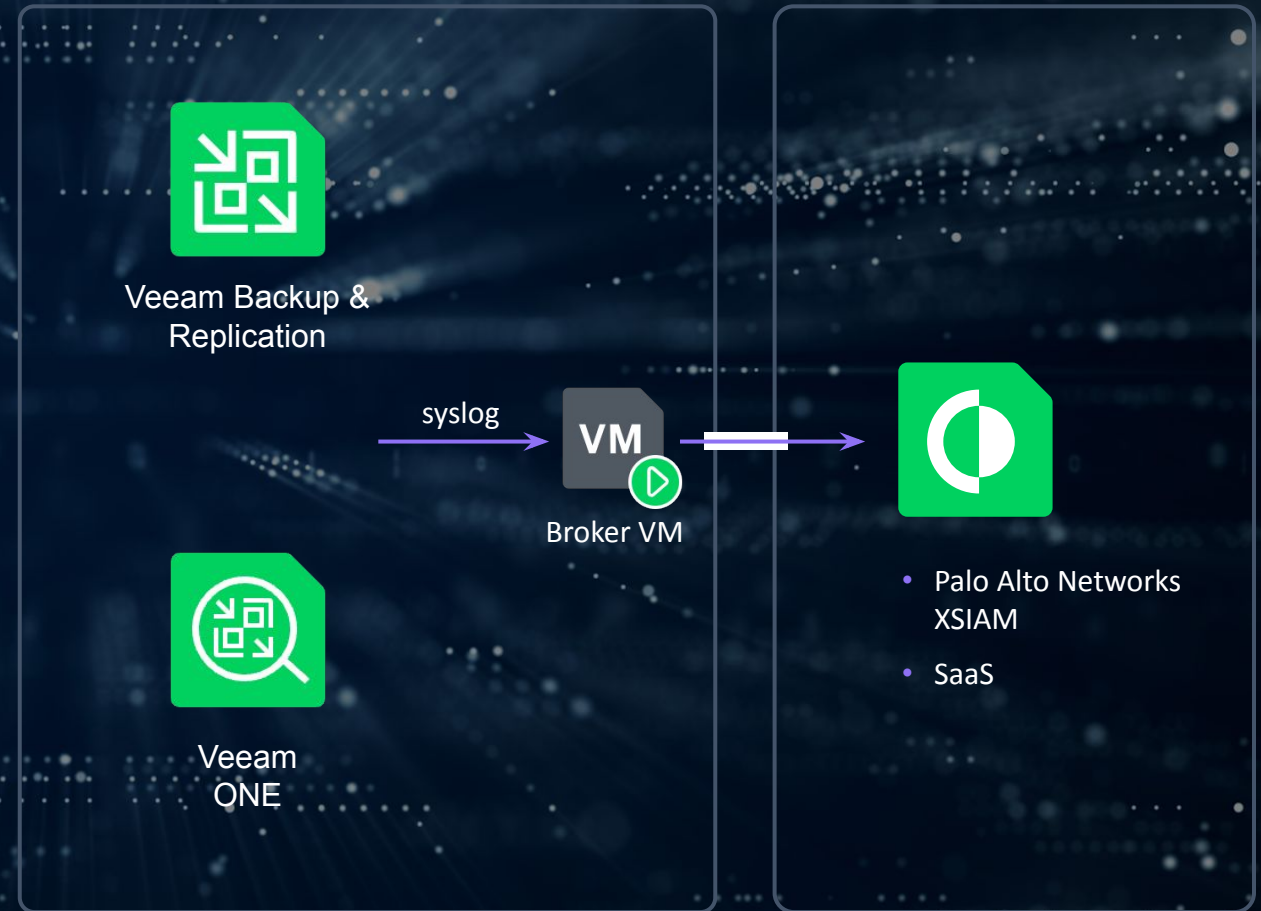 Veeam Backup &
Replication
syslog
VM
Broker VM
Veeam
ONE
• Palo Alto Networks
XSIAM
• SaaS